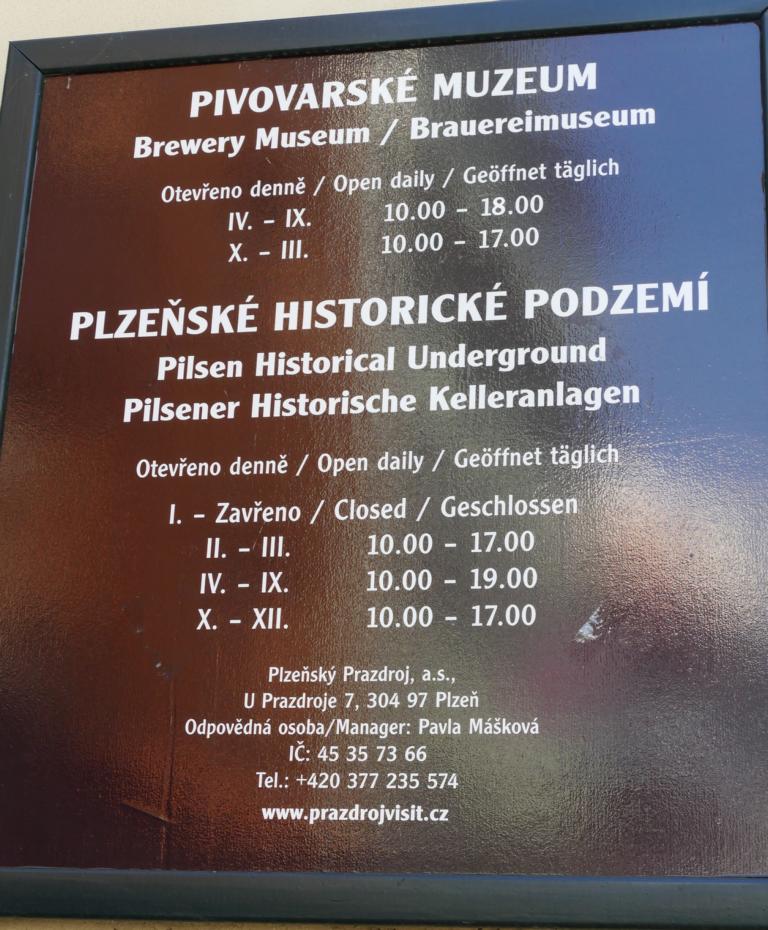 PIVOVARSKÉ MUZEUM
Brewery Museum / Brauereimuseum
Otevřeno denně / Open daily / Geöffnet täglich
IV. – IX. 10.00 – 18.00
X. – III. 10.00 – 17.00
PLZEŇSKÉ HISTORICKÉ PODZEMÍ
Pilsen Historical Underground
Pilsener Historische Kelleranlagen
Otevřeno denně / Open daily / Geöffnet täglich
I. – Zavřeno / Closed / Geschlossen
II. – III. 10.00 – 17.00
IV. – IX. 10.00 – 19.00
X. – XII. 10.00 – 17.00
Plzeňský Prazdroj, a.s.,
U Prazdroje 7, 304 97 Plzeň
Odpovědná osoba/Manager: Pavla Mášková
IČ: 45 35 73 66
Tel.: +420 377 235 574
www.prazdrojvisit.cz